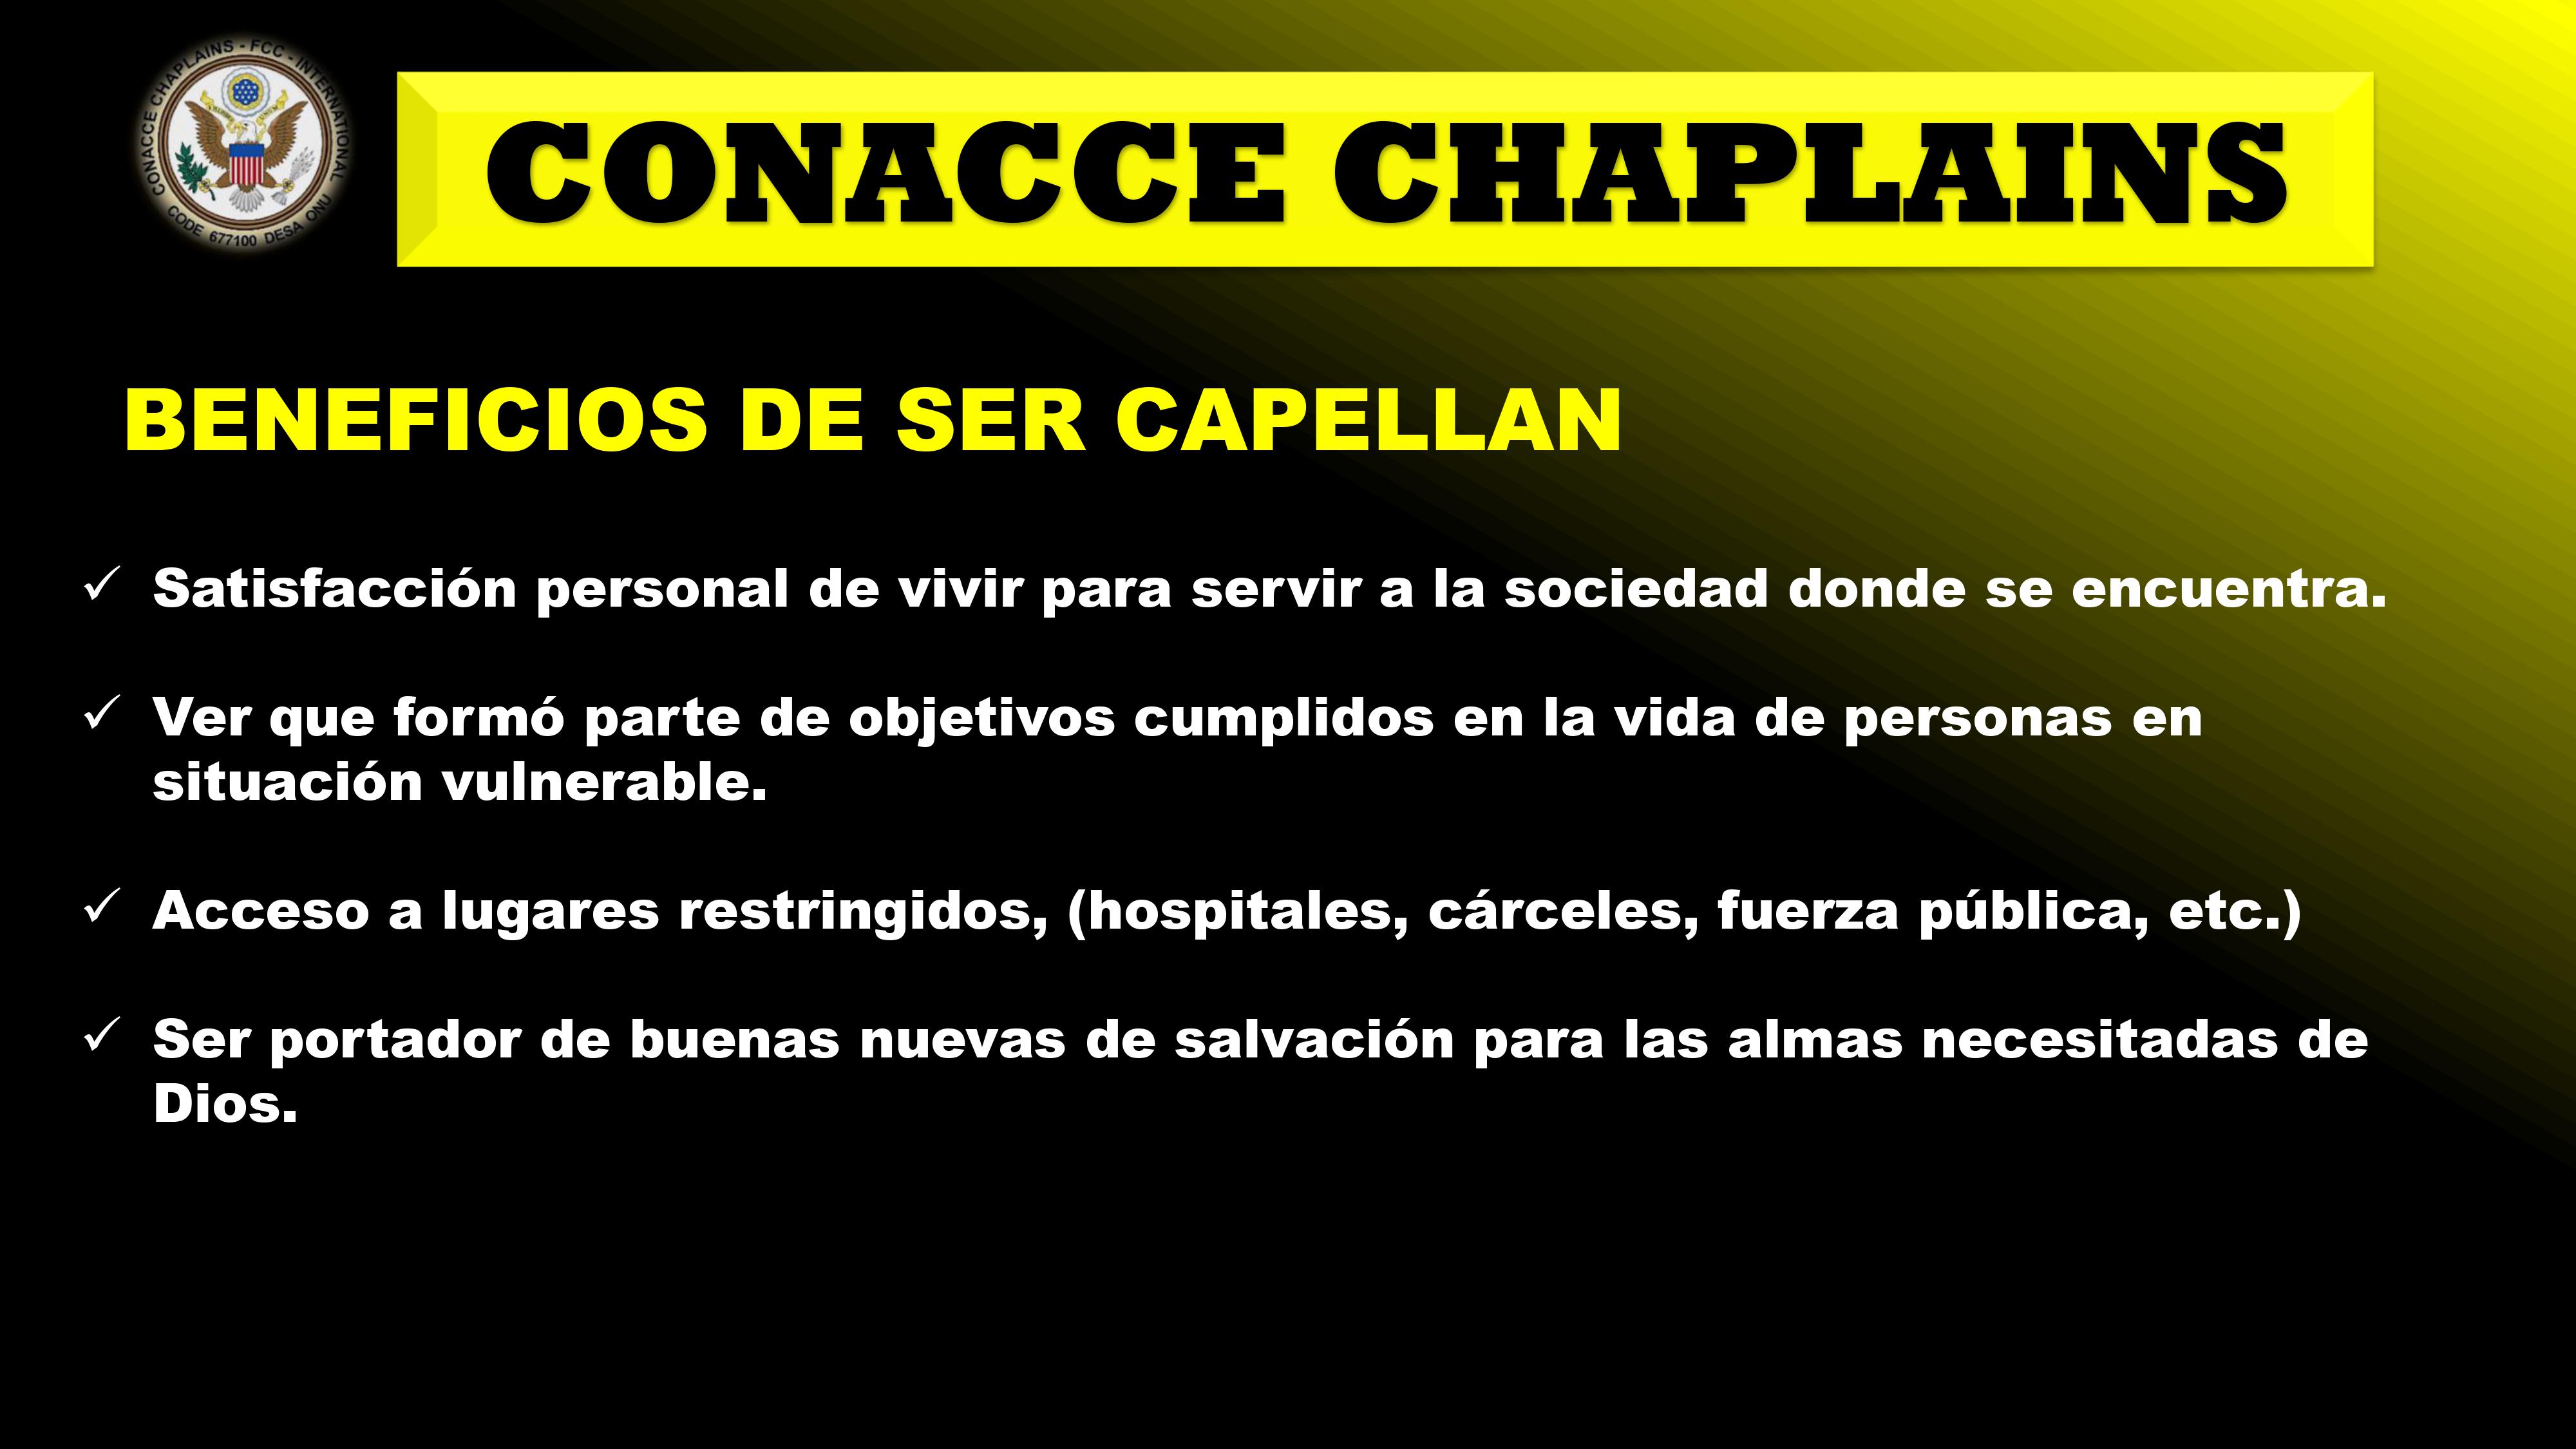 CONACCE CHAPLAINS - FCC - INTERNATIONAL
CODE 677100 DESA ONU
CONACCE CHAPLAINS
BENEFICIOS DE SER CAPELLAN
✓ Satisfacción personal de vivir para servir a la sociedad donde se encuentra.
✓ Ver que formó parte de objetivos cumplidos en la vida de personas en
situación vulnerable.
✓ Acceso a lugares restringidos, (hospitales, cárceles, fuerza pública, etc.)
✓ Ser portador de buenas nuevas de salvación para las almas necesitadas de
Dios.